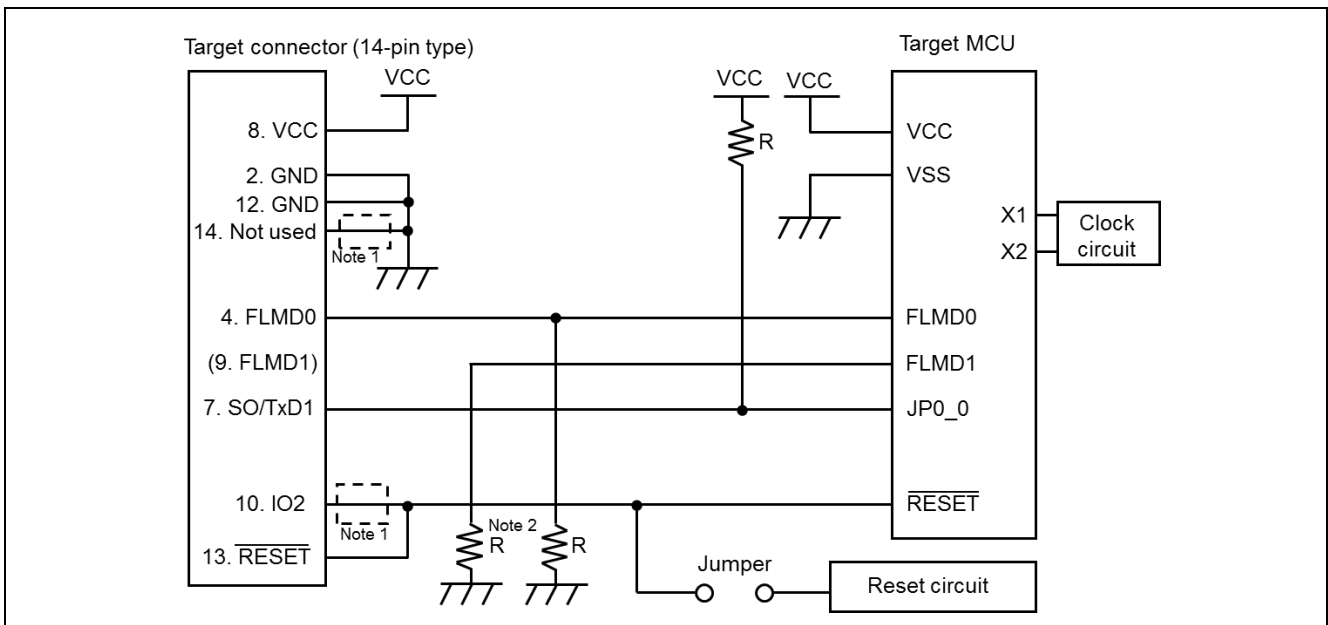 Target connector (14-pin type)
Target MCU
VCC
VCC
VCC
8. VCC
R
VCC
2. GND
VSS
12. GND
14. Not used
Note 1
X1
X2
Clock
circuit
4. FLMD0
FLMD0
(9. FLMD1)
FLMD1
7. SO/TxD1
JP0_0
10. IO2
Note 1
RESET
13. RESET
Note 2
R
R
Jumper
Reset circuit